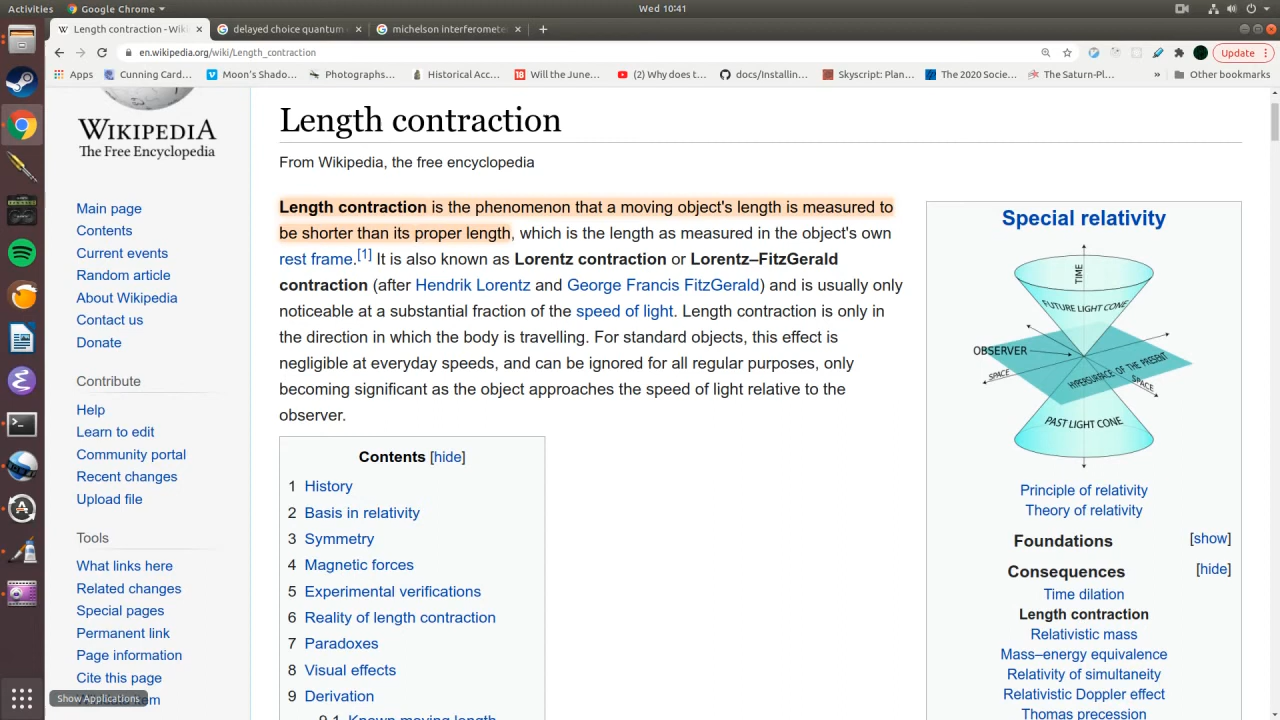 Activities Google Chrome Wed 10:41
Length contraction - Wiki delayed choice quantum michelson interferomete
en.wikipedia.org/wiki/Length_contraction Update
Apps Cunning Card... Moon's Shado... Photographs... Historical Acc... Will the June... (2) Why does t... docs/Installin... Skyscript: Plan... The 2020 Socie... The Saturn-Pl... » Other bookmarks
WIKIPEDIA
The Free Encyclopedia
Main page
Contents
Current events
Random article
About Wikipedia
Contact us
Donate
Contribute
Help
Learn to edit
Community portal
Recent changes
Upload file
Tools
What links here
Related changes
Special pages
Permanent link
Page information
Cite this page
Show Applications
Length contraction
From Wikipedia, the free encyclopedia
Length contraction is the phenomenon that a moving object's length is measured to
be shorter than its proper length, which is the length as measured in the object's own
rest frame.[1] It is also known as Lorentz contraction or Lorentz–FitzGerald
contraction (after Hendrik Lorentz and George Francis FitzGerald) and is usually only
noticeable at a substantial fraction of the speed of light. Length contraction is only in
the direction in which the body is travelling. For standard objects, this effect is
negligible at everyday speeds, and can be ignored for all regular purposes, only
becoming significant as the object approaches the speed of light relative to the
observer.
Contents [hide]
1 History
2 Basis in relativity
3 Symmetry
4 Magnetic forces
5 Experimental verifications
6 Reality of length contraction
7 Paradoxes
8 Visual effects
9 Derivation
9.1 Known moving length
Special relativity
TIME
FUTURE LIGHT CONE
OBSERVER
SPACE
HYPERSURFACE OF THE PRESENT
SPACE
PAST LIGHT CONE
Principle of relativity
Theory of relativity
Foundations [show]
Consequences [hide]
Time dilation
Length contraction
Relativistic mass
Mass–energy equivalence
Relativity of simultaneity
Relativistic Doppler effect
Thomas precession